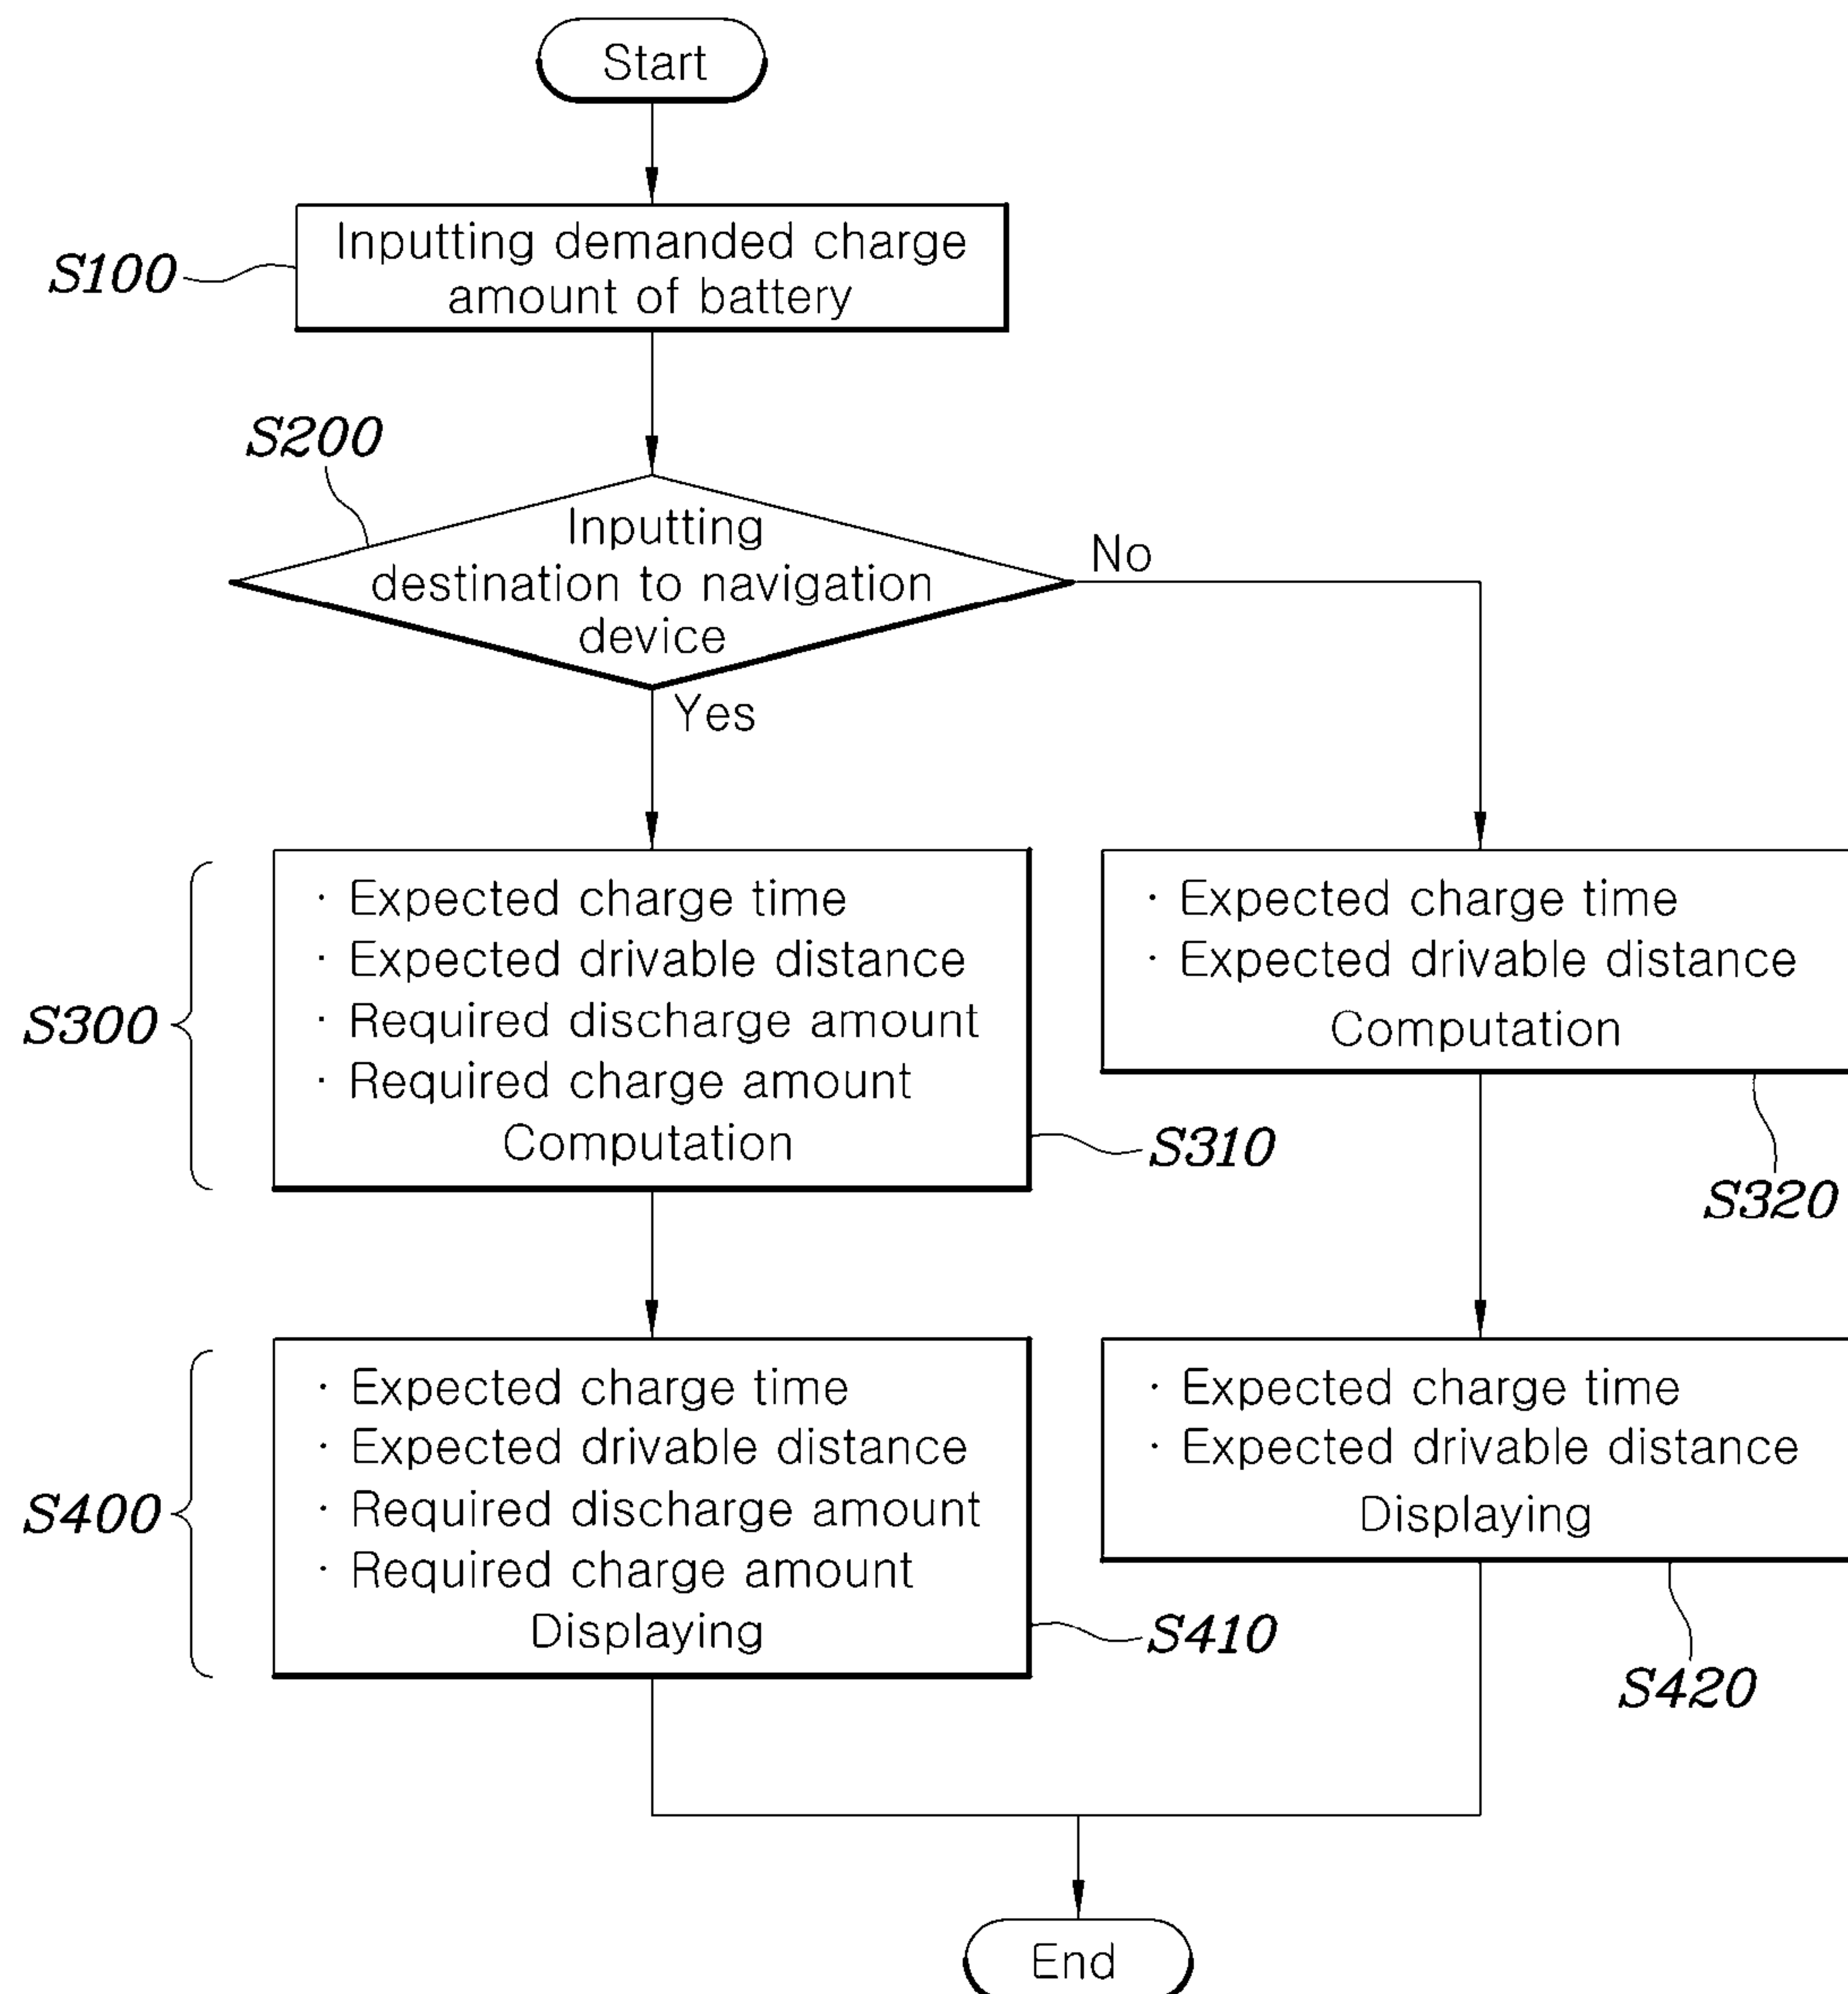 Start
S100
Inputting demanded charge
amount of battery
S200
Inputting
destination to navigation
device
No
Yes
S300
· Expected charge time
· Expected drivable distance
· Required discharge amount
· Required charge amount
Computation
S310
· Expected charge time
· Expected drivable distance
Computation
S320
S400
· Expected charge time
· Expected drivable distance
· Required discharge amount
· Required charge amount
Displaying
S410
· Expected charge time
· Expected drivable distance
Displaying
S420
End